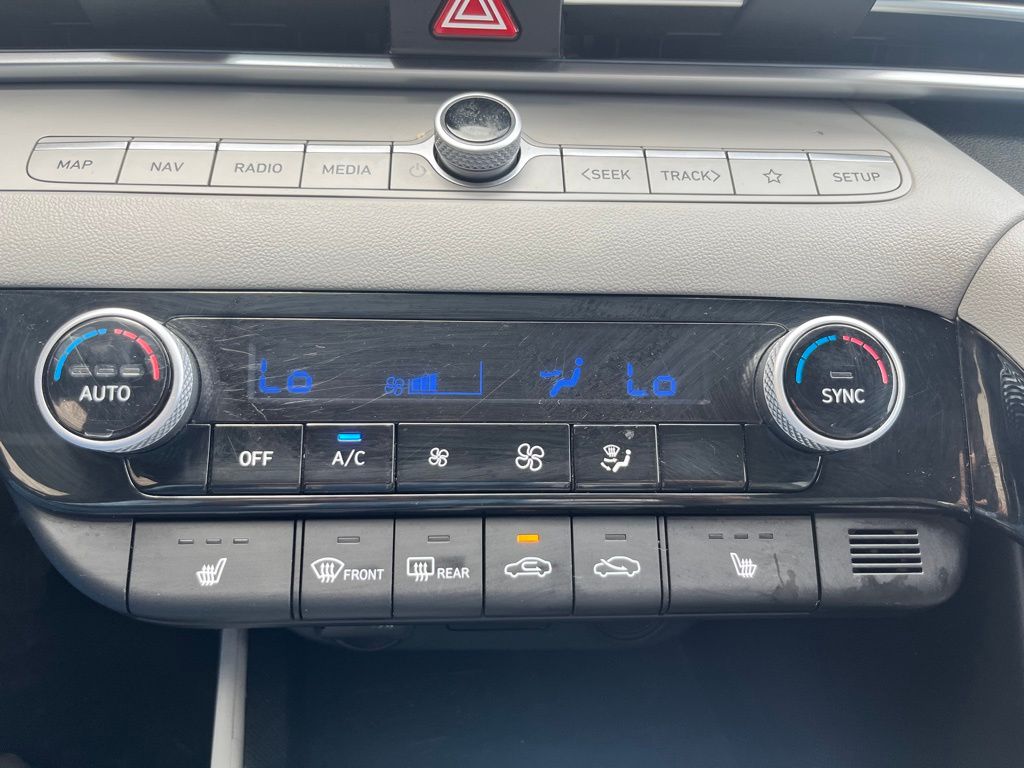 MAP NAV RADIO MEDIA <SEEK TRACK> SETUP
Lo Lo
AUTO SYNC
OFF A/C
FRONT REAR